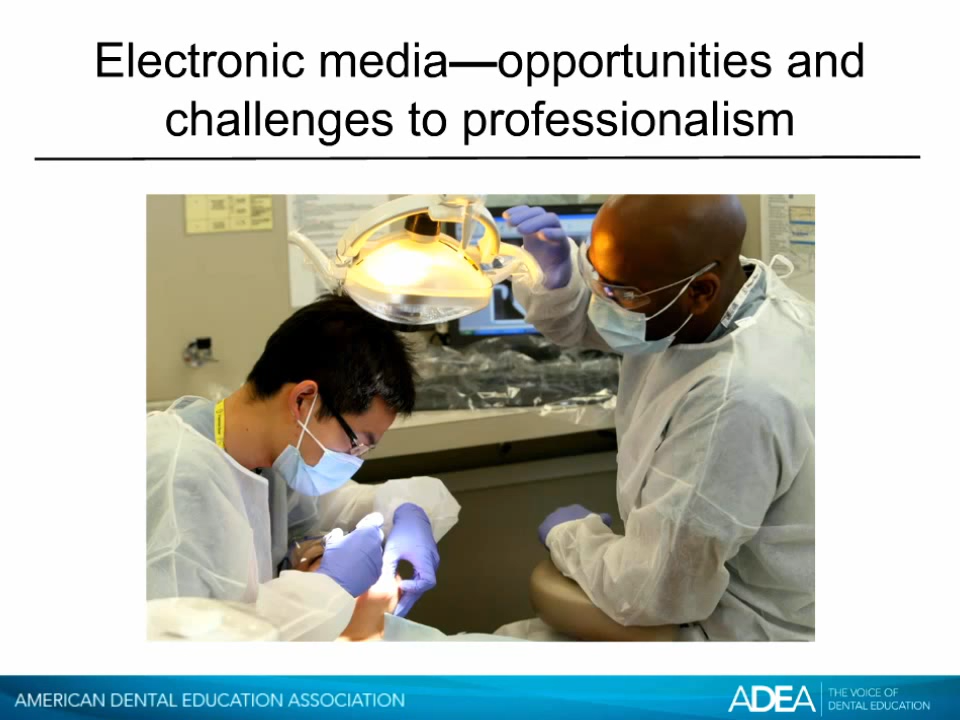 Electronic media—opportunities and
challenges to professionalism
AMERICAN DENTAL EDUCATION ASSOCIATION
ADEA
THE VOICE OF
DENTAL EDUCATION